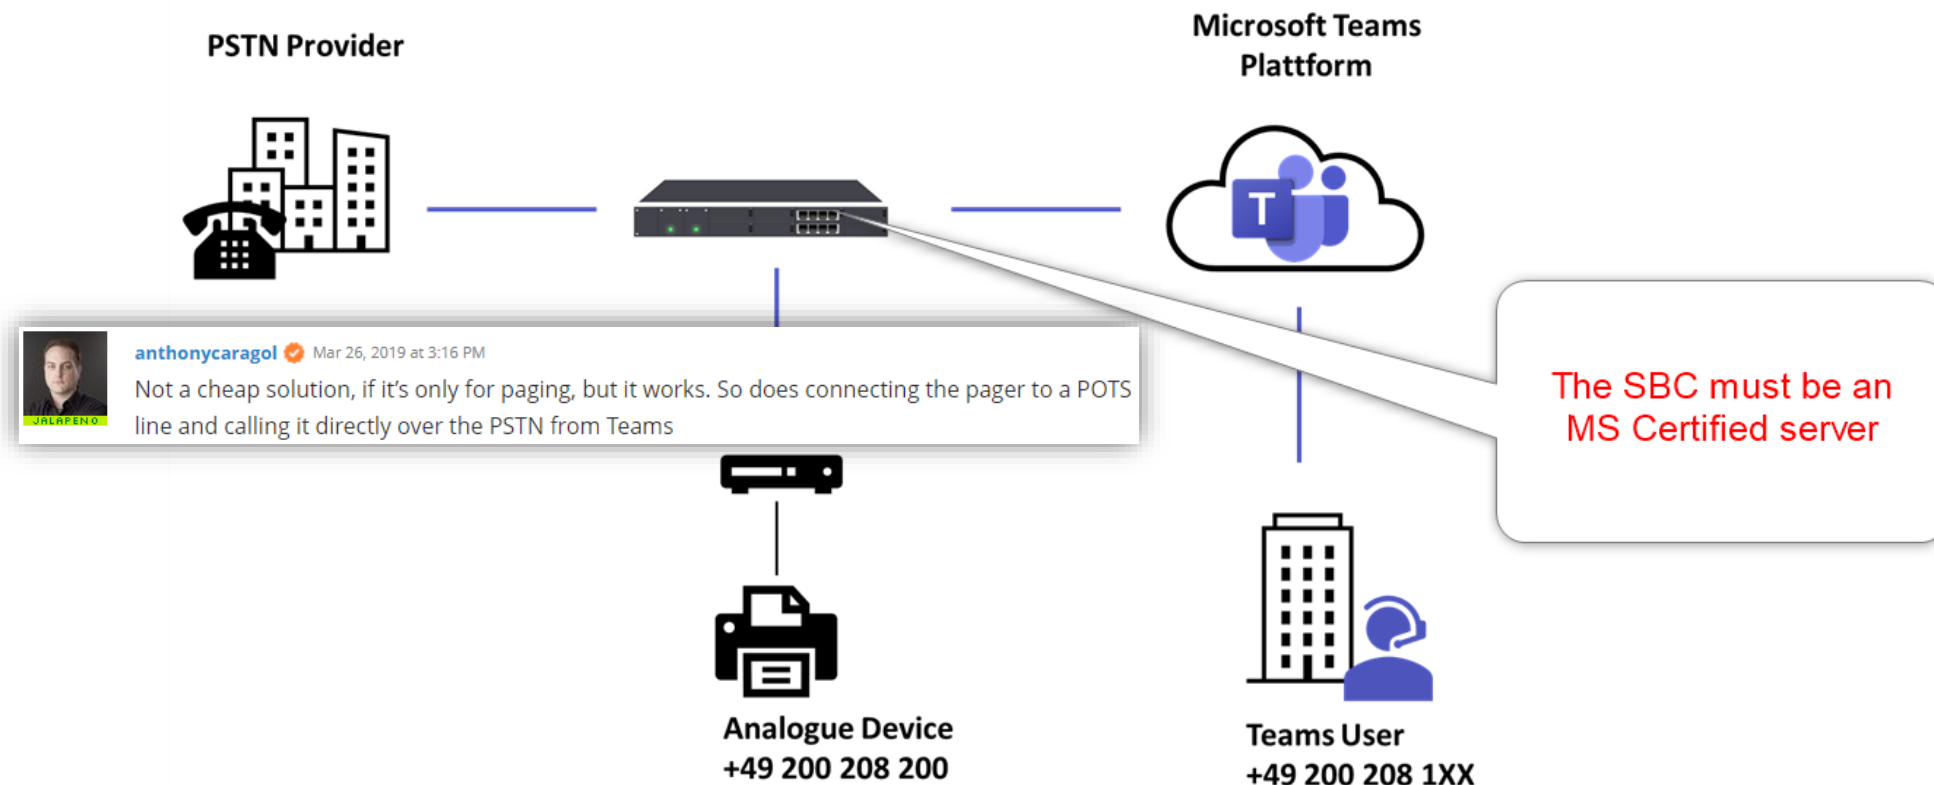 PSTN Provider
Microsoft Teams
Plattform
T
anthonycaragol Mar 26, 2019 at 3:16 PM
Not a cheap solution, if it’s only for paging, but it works. So does connecting the pager to a POTS
line and calling it directly over the PSTN from Teams
JALAPENO
The SBC must be an
MS Certified server
Analogue Device
+49 200 208 200
Teams User
+49 200 208 1XX